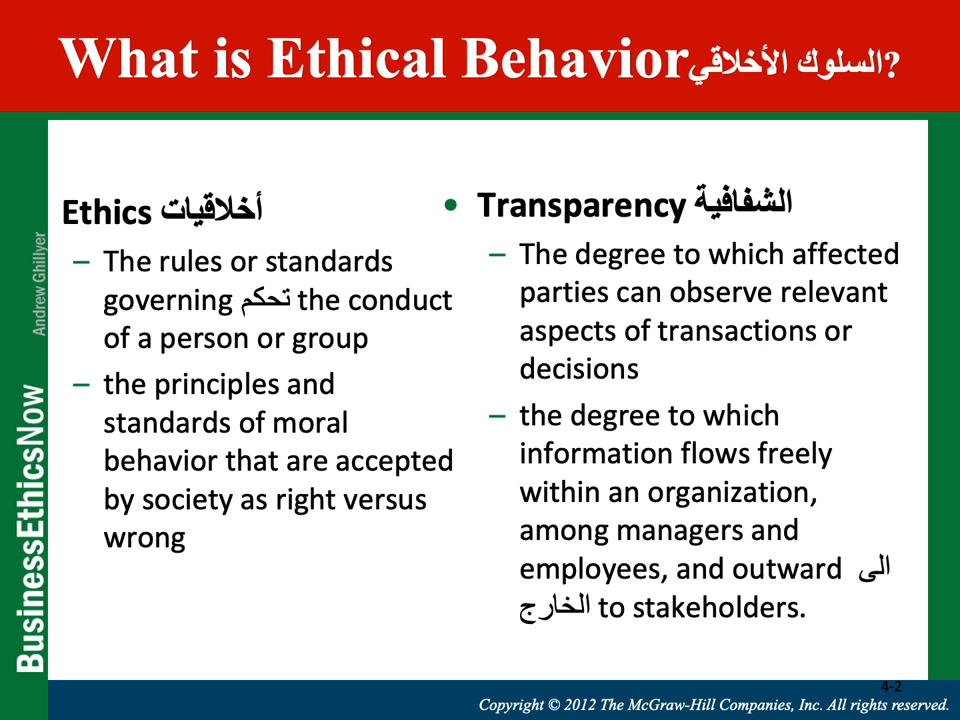 What is Ethical Behavior السلوك الأخلاقي?
Ethics أخلاقيات
– The rules or standards
governing تحكم the conduct
of a person or group
– the principles and
standards of moral
behavior that are accepted
by society as right versus
wrong
• Transparency الشفافية
– The degree to which affected
parties can observe relevant
aspects of transactions or
decisions
– the degree to which
information flows freely
within an organization,
among managers and
employees, and outward الى
الخارج to stakeholders.
Andrew Ghillyer
BusinessEthicsNow
4-2
Copyright © 2012 The McGraw-Hill Companies, Inc. All rights reserved.